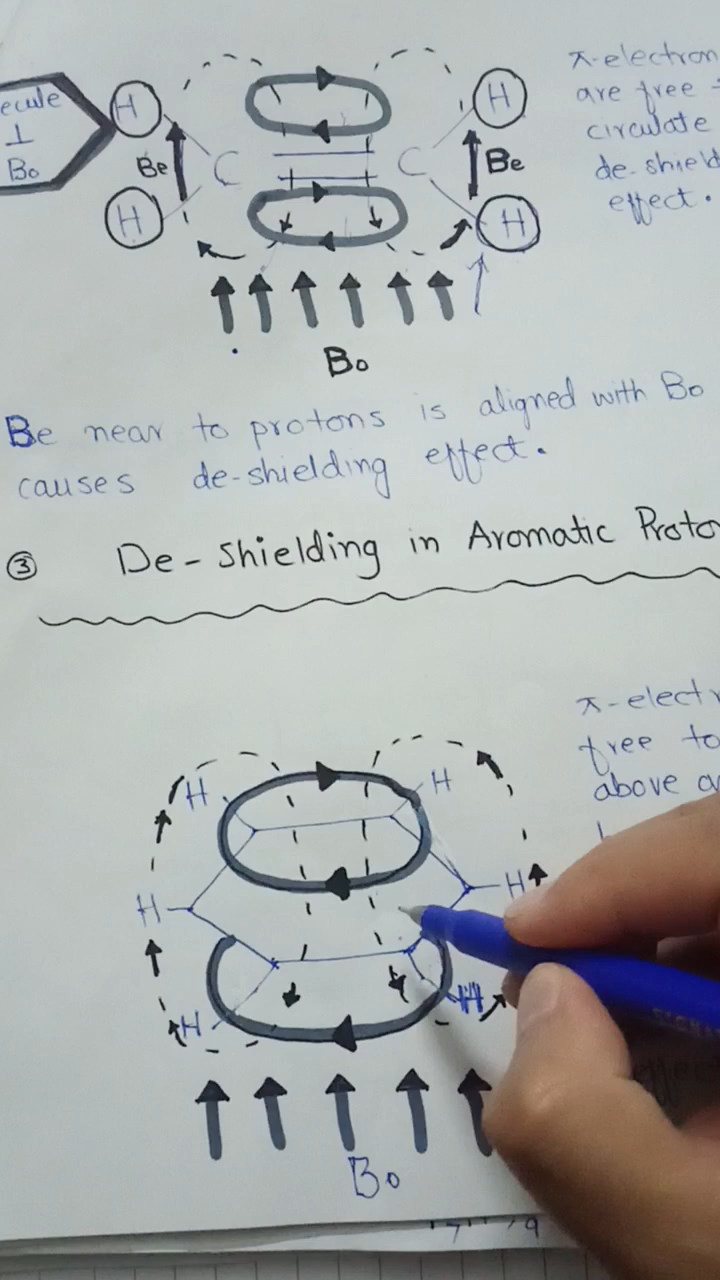 ecule
⊥
Bo
H
H
Be
C
C
H
Be
H
π-electron
are free
circulate
de-shield
effect.
Bo
Be near to protons is aligned with Bo
causes de-shielding effect.
③ De-shielding in Aromatic Proto
π-elect
free to
above a
H
H
H
H
H
H
Bo